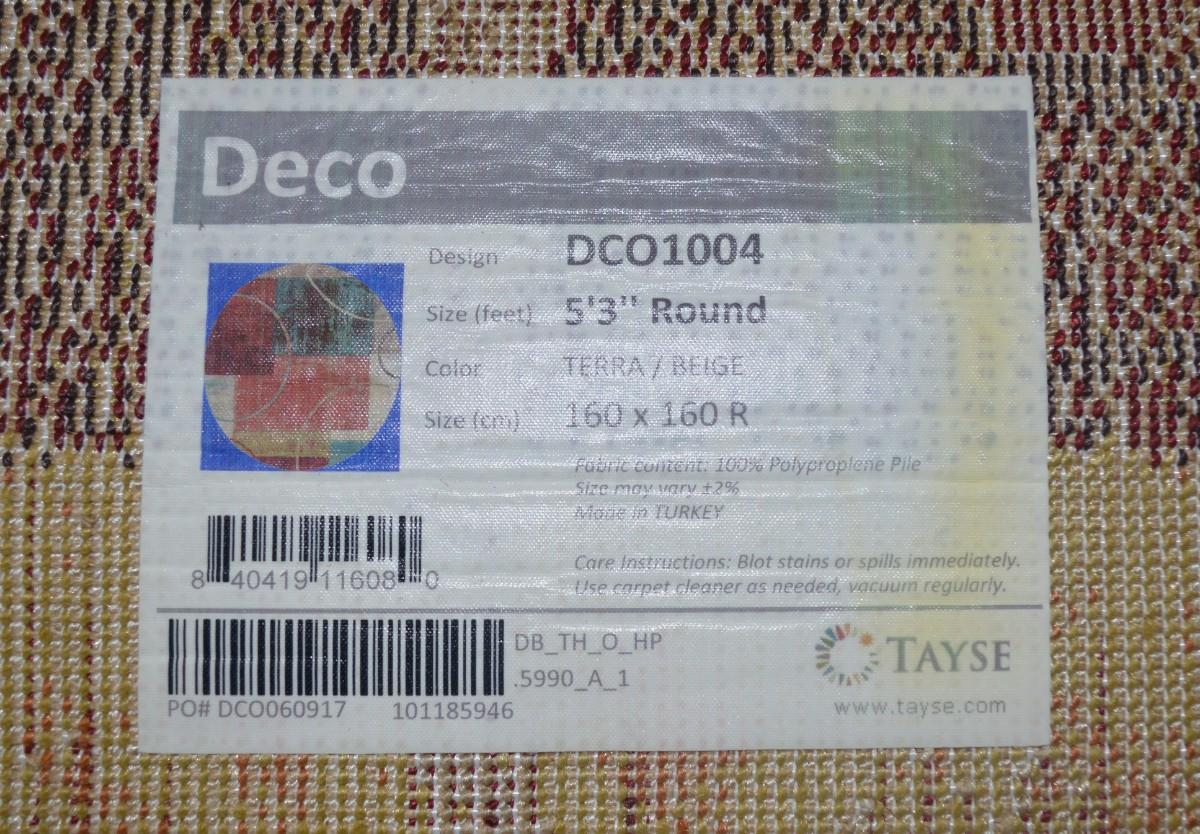 Deco
Design DCO1004
Size (feet) 5'3" Round
Color TERRA / BEIGE
Size (cm) 160 x 160 R
Fabric content: 100% Polyproplene Pile
Size may vary ±2%
Made in TURKEY
Care Instructions: Blot stains or spills immediately.
Use carpet cleaner as needed, vacuum regularly.
8 40419 11608 0
DB_TH_O_HP
.5990_A_1
PO# DCO060917 101185946
TAYSE
www.tayse.com